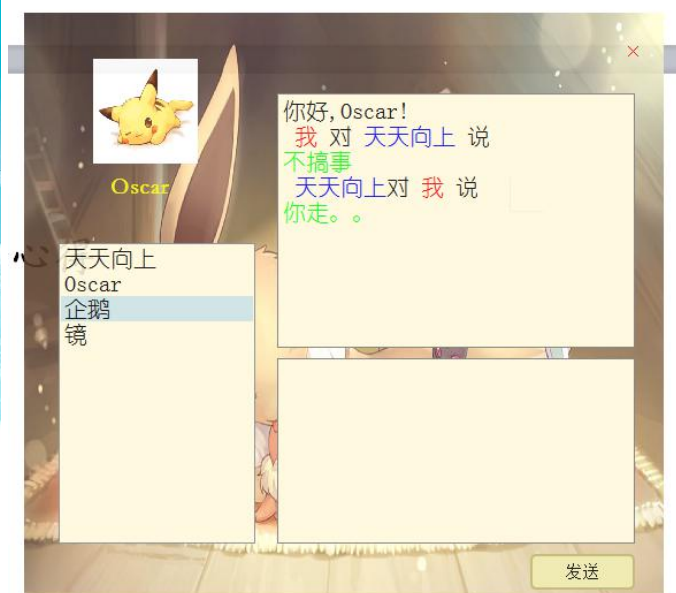 Oscar
你好,Oscar!
我 对 天天向上 说
不搞事
天天向上对 我 说
你走。。
心
天天向上
Oscar
企鹅
镜
发送